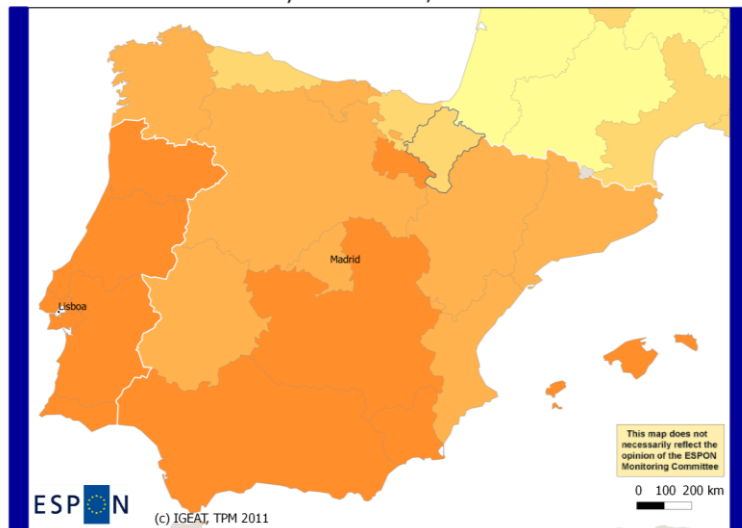 Madrid
Lisboa
This map does not
necessarily reflect the
opinion of the ESPON
Monitoring Committee
ESPON
0 100 200 km
(c) IGEAT, TPM 2011